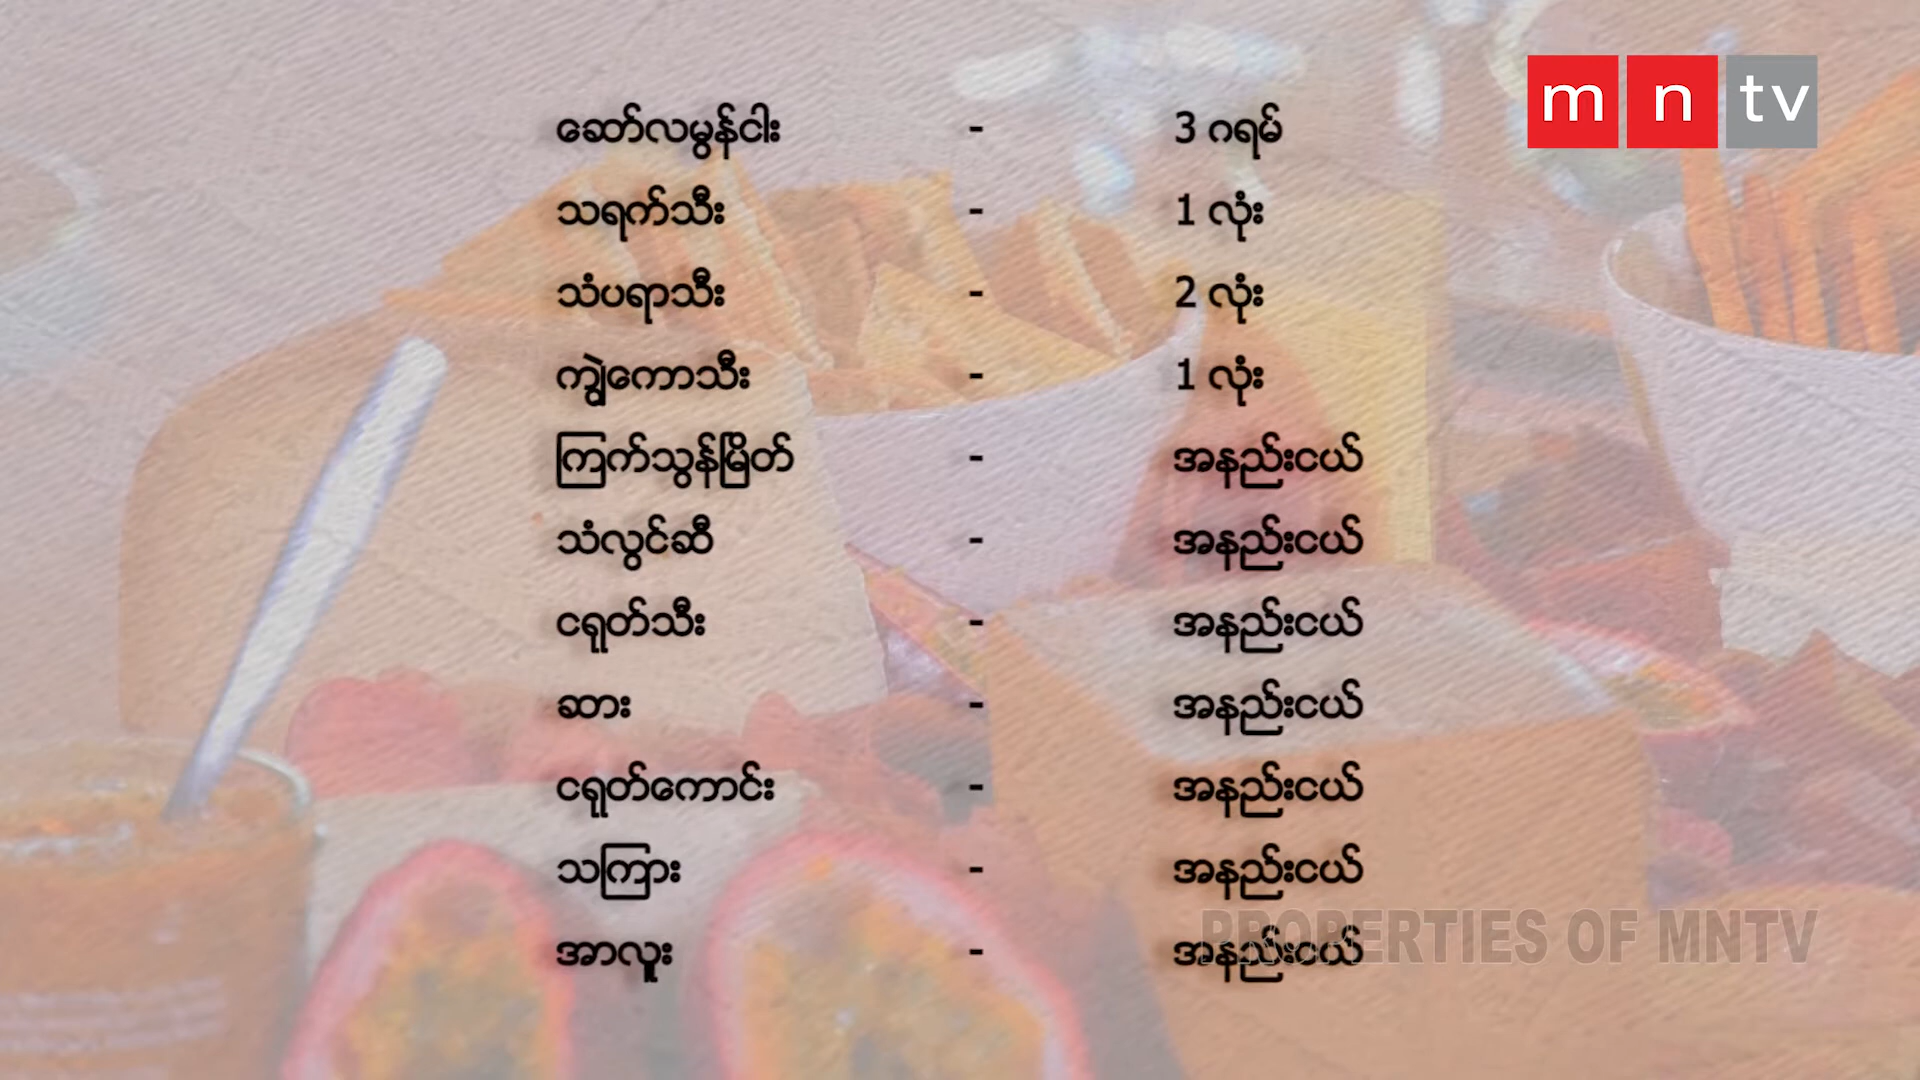 mntv
ဆော်လမွန်ငါး - 3 ဂရမ်
သရက်သီး - 1 လုံး
သံပရာသီး - 2 လုံး
ကျွဲကောသီး - 1 လုံး
ကြက်သွန်မြိတ် - အနည်းငယ်
သံလွင်ဆီ - အနည်းငယ်
ငရုတ်သီး - အနည်းငယ်
ဆား - အနည်းငယ်
ငရုတ်ကောင်း - အနည်းငယ်
သကြား - အနည်းငယ်
အာလူး - အနည်းငယ်
PROPERTIES OF MNTV